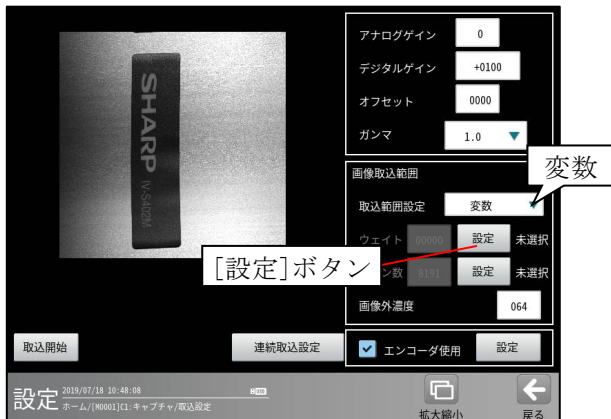 アナログゲイン 0
デジタルゲイン +0100
オフセット 0000
ガンマ 1.0
変数
画像取込範囲
取込範囲設定 変数
ウェイト 00000 設定 未選択
[設定]ボタン
ン数 8191 設定 未選択
画像外濃度 064
SHARP
IV-S402M
取込開始
連続取込設定
エンコーダ使用 設定
設定 2019/07/18 10:48:08
ホーム/[M0001]C1:キャプチャ/取込設定
拡大縮小
戻る